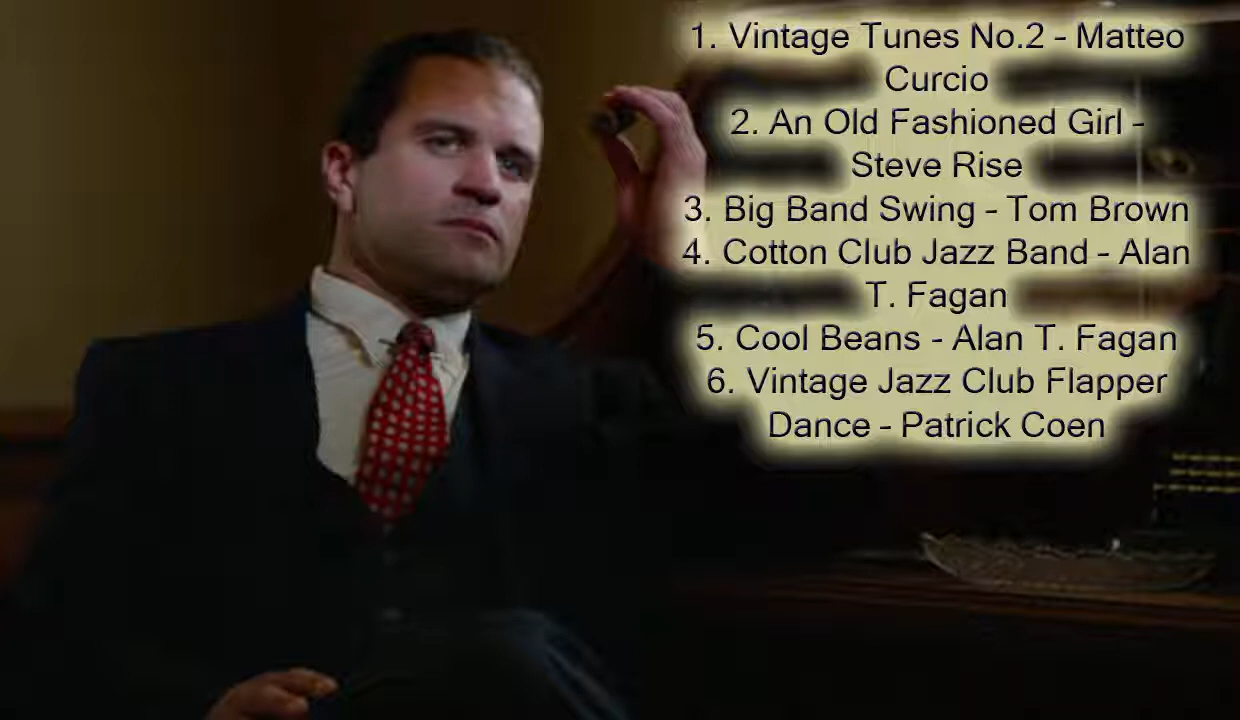 1. Vintage Tunes No.2 - Matteo
Curcio
2. An Old Fashioned Girl -
Steve Rise
3. Big Band Swing - Tom Brown
4. Cotton Club Jazz Band - Alan
T. Fagan
5. Cool Beans - Alan T. Fagan
6. Vintage Jazz Club Flapper
Dance - Patrick Coen